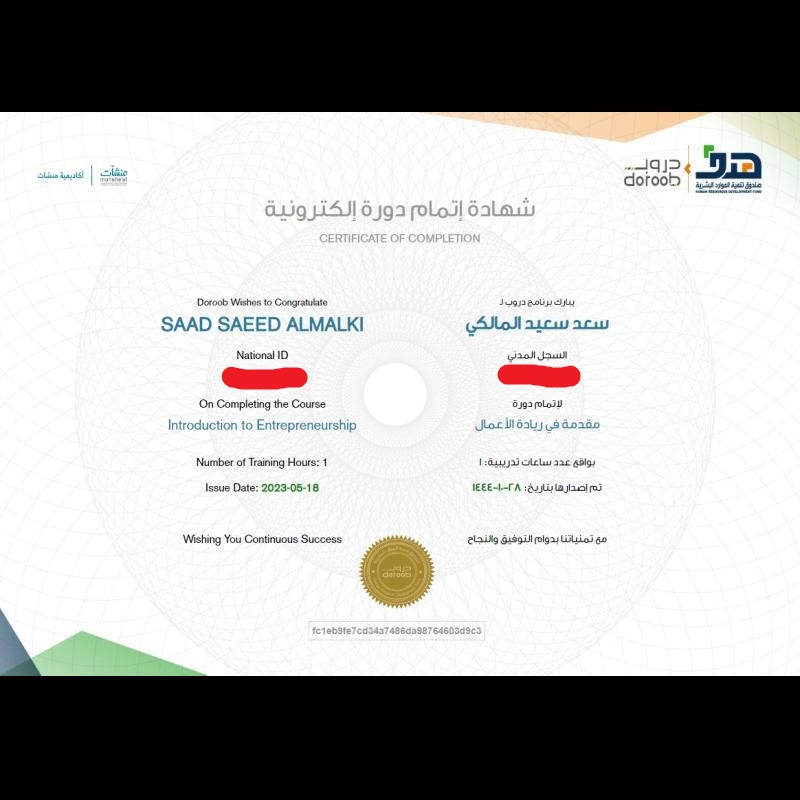 أكاديمية منشآت
منشآت
monsha'at
دروب
doroob
هدف
صندوق تنمية الموارد البشرية
HUMAN RESOURCES DEVELOPMENT FUND
شهادة إتمام دورة إلكترونية
CERTIFICATE OF COMPLETION
Doroob Wishes to Congratulate
يبارك برنامج دروب لـ
SAAD SAEED ALMALKI
سعد سعيد المالكي
National ID
السجل المدني
On Completing the Course
لإتمام دورة
Introduction to Entrepreneurship
مقدمة في ريادة الأعمال
Number of Training Hours: 1
بواقع عدد ساعات تدريبية: ١
Issue Date: 2023-05-18
تم إصدارها بتاريخ: ٢٨-١٠-١٤٤٤
Wishing You Continuous Success
مع تمنياتنا بدوام التوفيق والنجاح
دروب
doroob
fc1eb9fe7cd34a7486da98764603d9c3